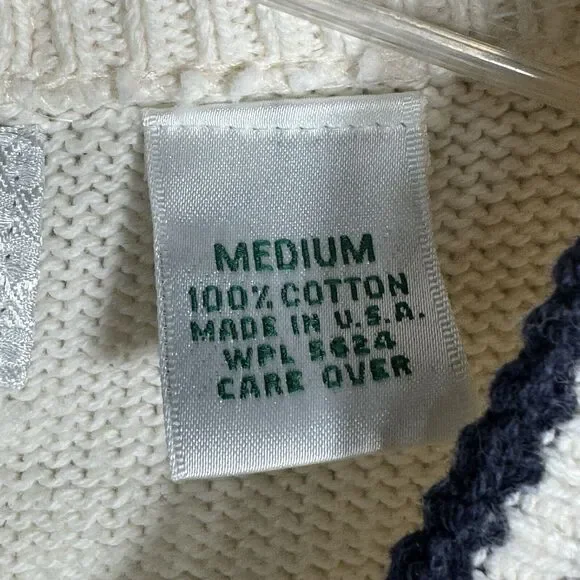 MEDIUM
100% COTTON
MADE IN U.S.A.
WPL 5624
CARE OVER